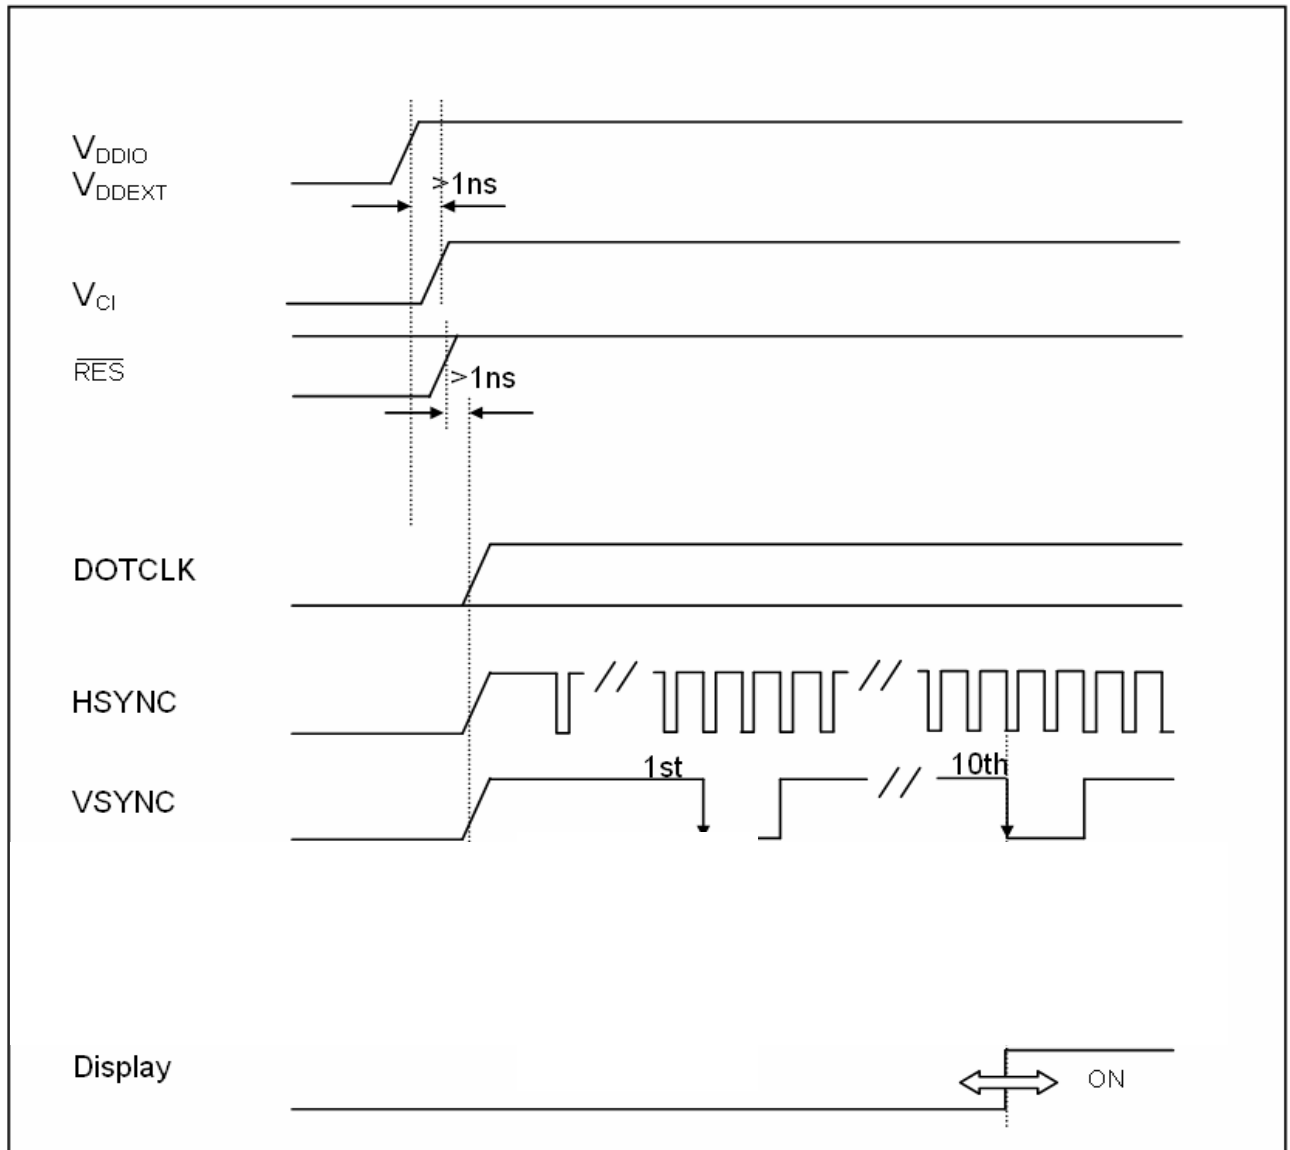 VDDIO
VDDEXT
>1ns
VCI
RES
>1ns
DOTCLK
HSYNC
VSYNC
1st
10th
Display
ON